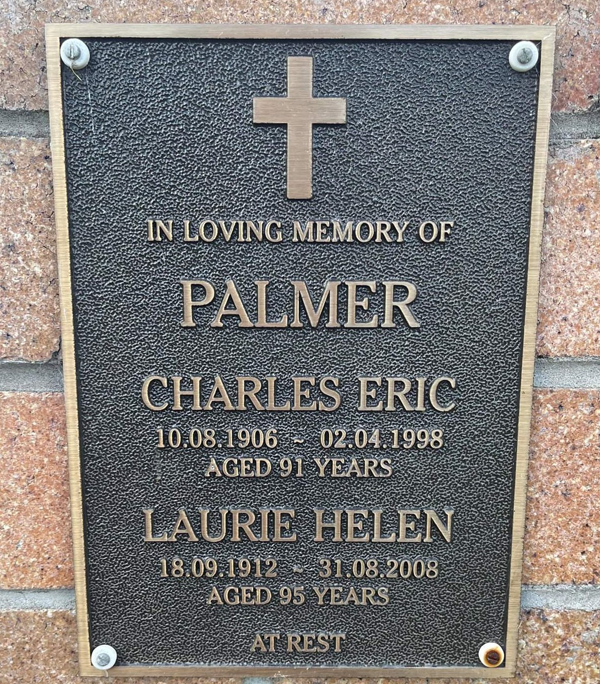 IN LOVING MEMORY OF
PALMER
CHARLES ERIC
10.08.1906 ~ 02.04.1998
AGED 91 YEARS
LAURIE HELEN
18.09.1912 ~ 31.08.2008
AGED 95 YEARS
AT REST